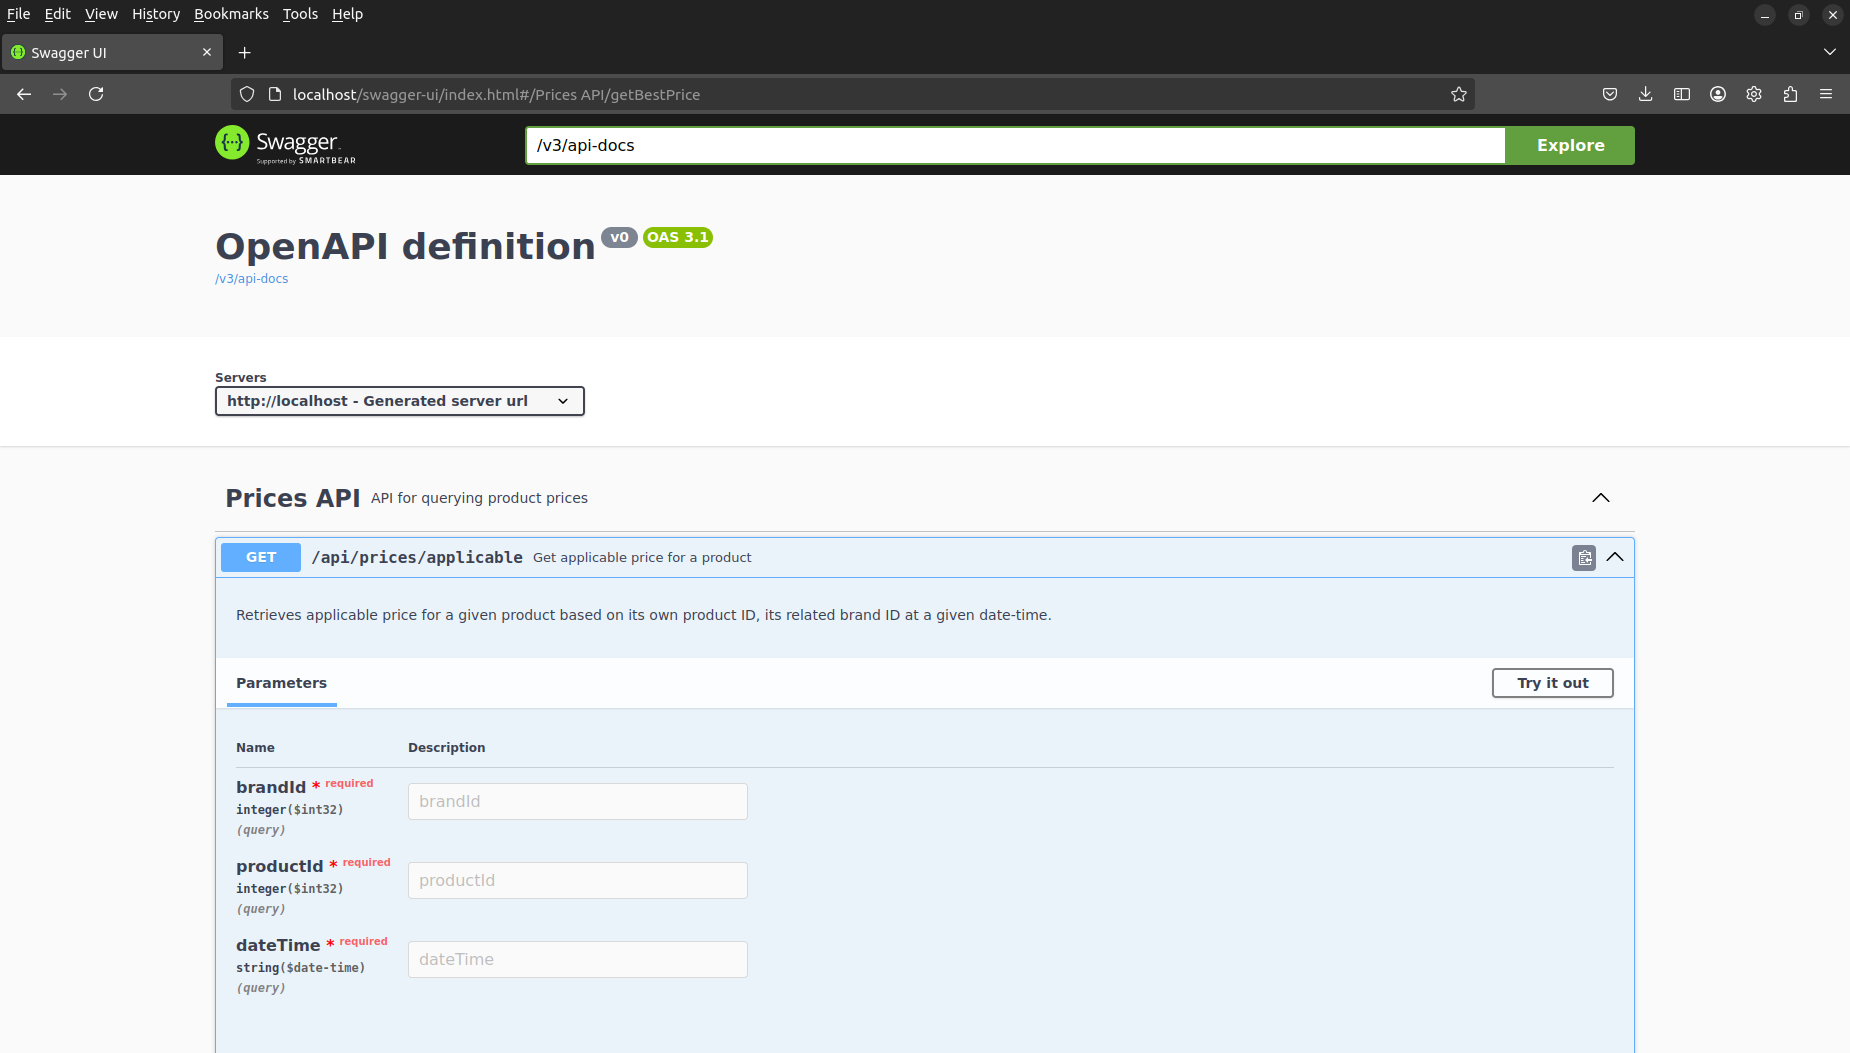 File Edit View History Bookmarks Tools Help
Swagger UI
localhost/swagger-ui/index.html#/Prices API/getBestPrice
Swagger
Supported by SMARTBEAR
/v3/api-docs
Explore
OpenAPI definition v0 OAS 3.1
/v3/api-docs
Servers
http://localhost - Generated server url
Prices API API for querying product prices
GET /api/prices/applicable Get applicable price for a product
Retrieves applicable price for a given product based on its own product ID, its related brand ID at a given date-time.
Parameters Try it out
Name Description
brandId * required
integer($int32)
(query)
brandId
productId * required
integer($int32)
(query)
productId
dateTime * required
string($date-time)
(query)
dateTime